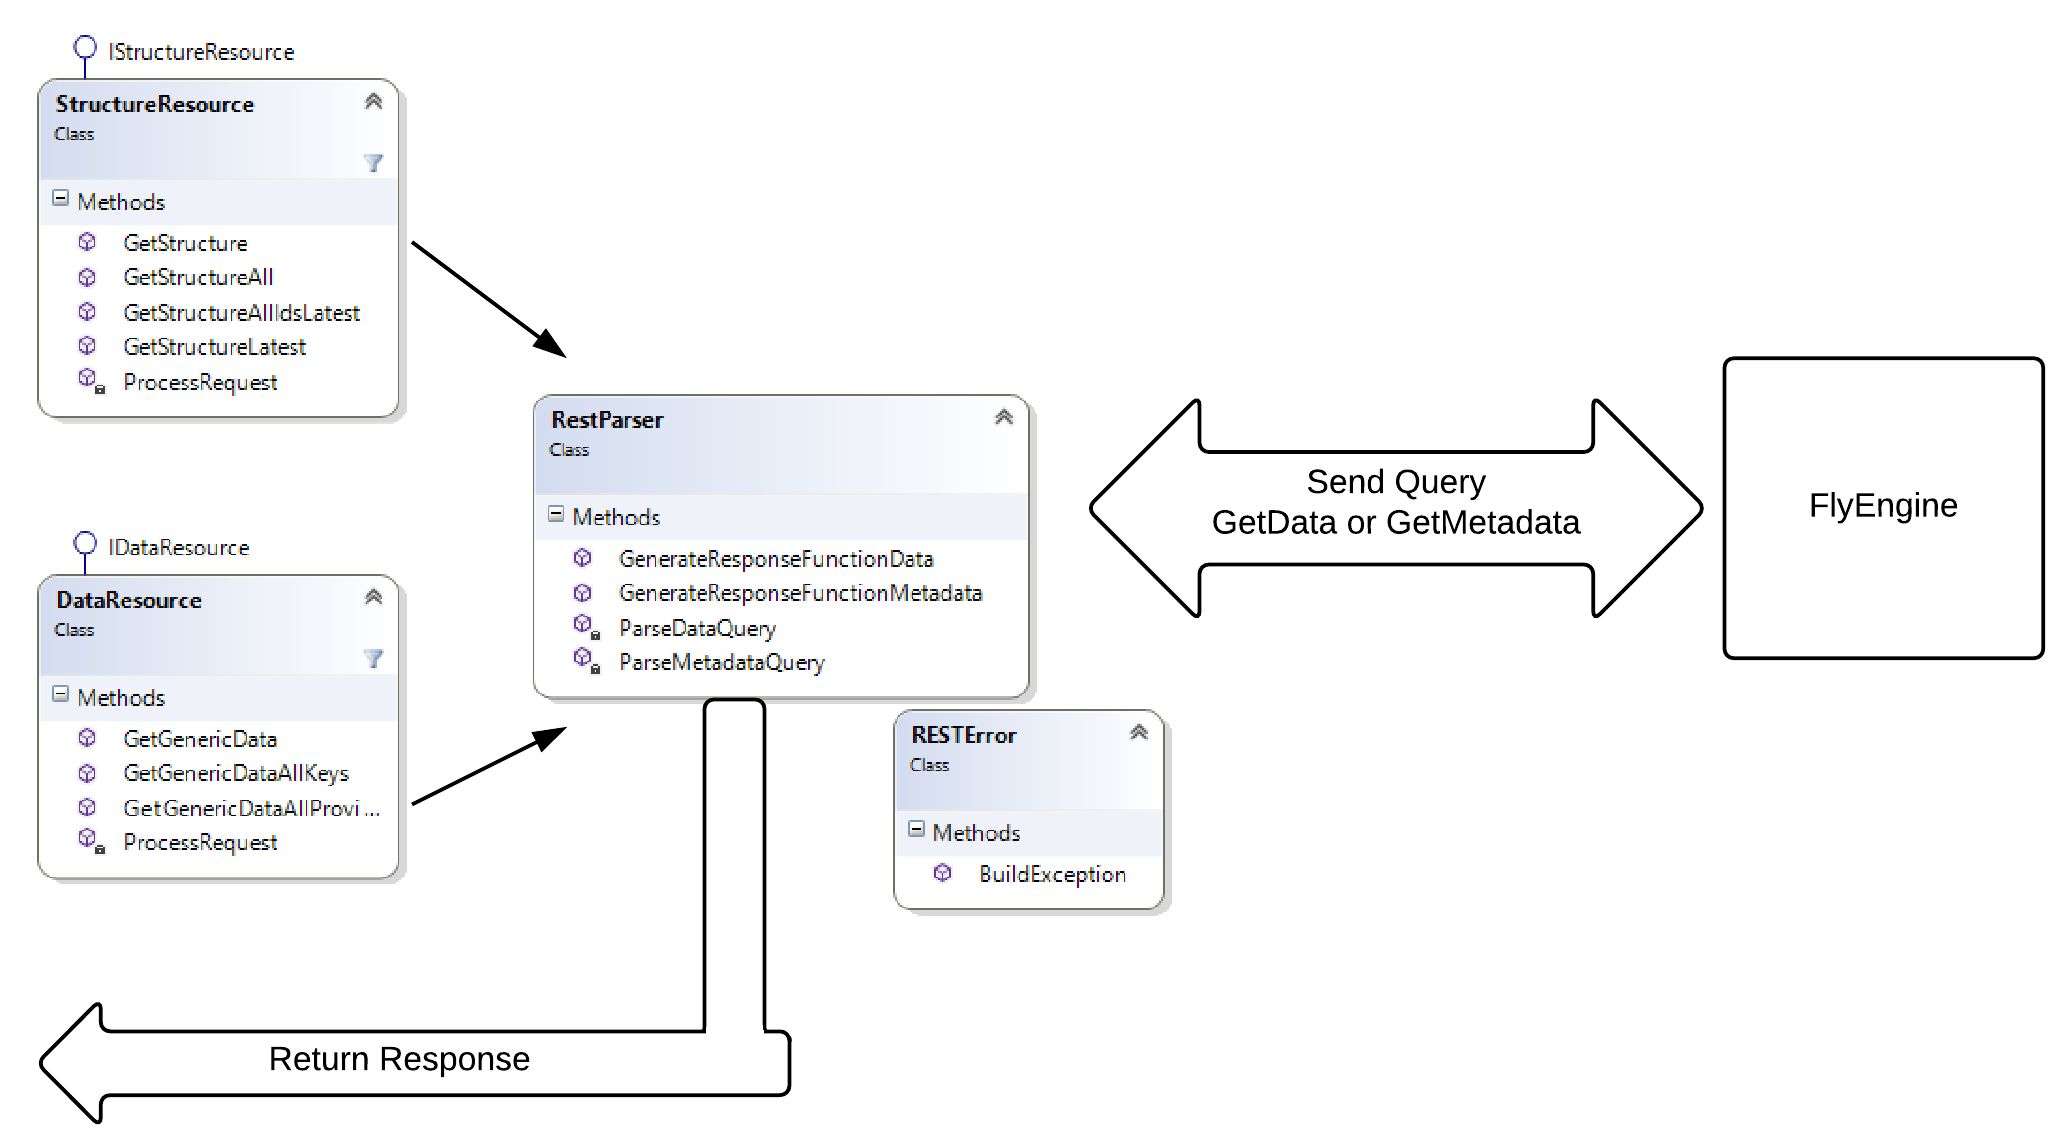 IStructureResource
StructureResource
Class
Methods
GetStructure
GetStructureAll
GetStructureAllIdsLatest
GetStructureLatest
ProcessRequest
IDataResource
DataResource
Class
Methods
GetGenericData
GetGenericDataAllKeys
GetGenericDataAllProvi...
ProcessRequest
RestParser
Class
Methods
GenerateResponseFunctionData
GenerateResponseFunctionMetadata
ParseDataQuery
ParseMetadataQuery
RESTError
Class
Methods
BuildException
Send Query
GetData or GetMetadata
FlyEngine
Return Response